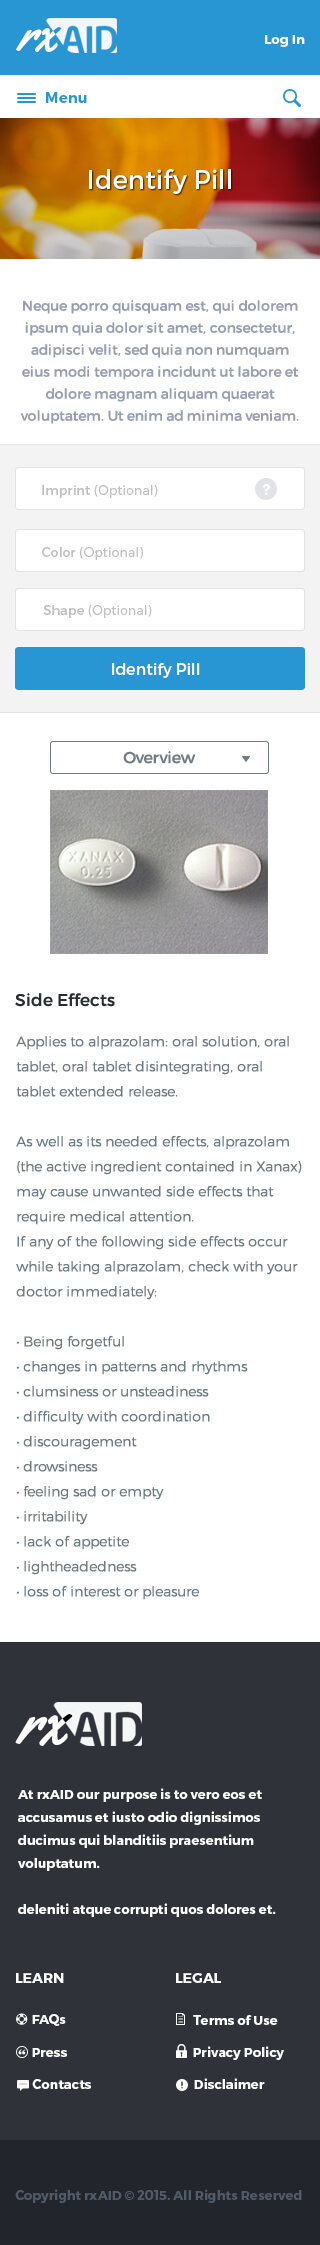 rxAID
Log In
Menu
Identify Pill
Neque porro quisquam est, qui dolorem
ipsum quia dolor sit amet, consectetur,
adipisci velit, sed quia non numquam
eius modi tempora incidunt ut labore et
dolore magnam aliquam quaerat
voluptatem. Ut enim ad minima veniam.
Imprint (Optional) ?
Color (Optional)
Shape (Optional)
Identify Pill
Overview
XANAX
0.25
Side Effects
Applies to alprazolam: oral solution, oral
tablet, oral tablet disintegrating, oral
tablet extended release.
As well as its needed effects, alprazolam
(the active ingredient contained in Xanax)
may cause unwanted side effects that
require medical attention.
If any of the following side effects occur
while taking alprazolam, check with your
doctor immediately:
· Being forgetful
· changes in patterns and rhythms
· clumsiness or unsteadiness
· difficulty with coordination
· discouragement
· drowsiness
· feeling sad or empty
· irritability
· lack of appetite
· lightheadedness
· loss of interest or pleasure
rxAID
At rxAID our purpose is to vero eos et
accusamus et iusto odio dignissimos
ducimus qui blanditiis praesentium
voluptatum.
deleniti atque corrupti quos dolores et.
LEARN
FAQs
Press
Contacts
LEGAL
Terms of Use
Privacy Policy
Disclaimer
Copyright rxAID © 2015. All Rights Reserved